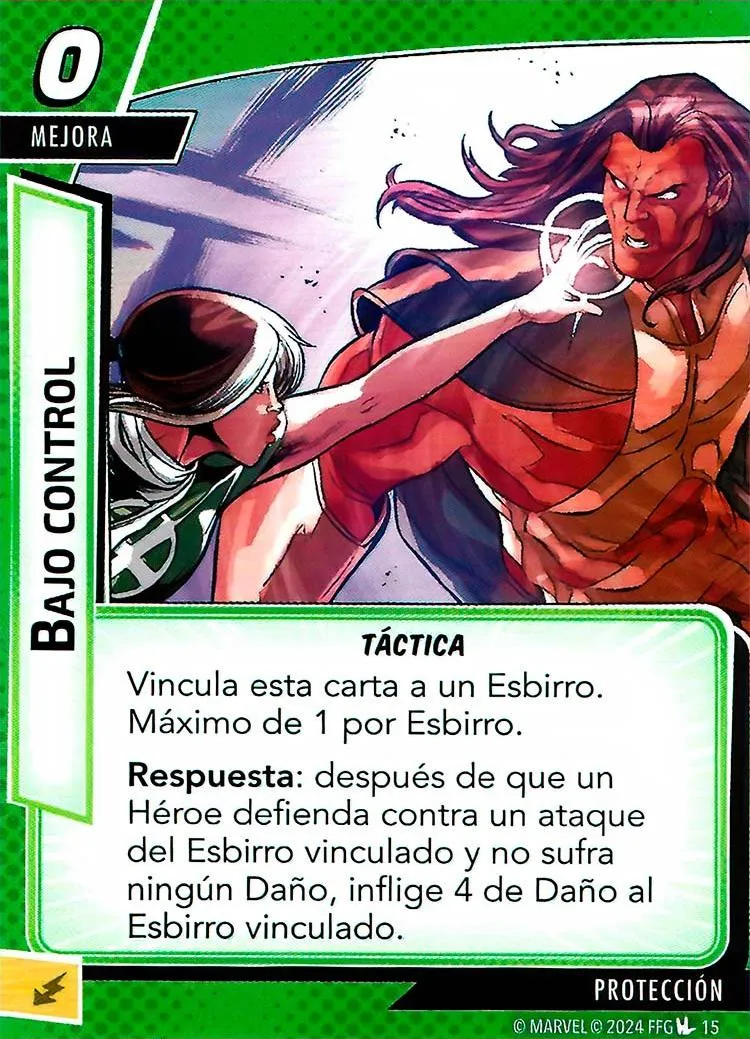 0
MEJORA
BAJO CONTROL
TÁCTICA
Vincula esta carta a un Esbirro.
Máximo de 1 por Esbirro.
Respuesta: después de que un
Héroe defienda contra un ataque
del Esbirro vinculado y no sufra
ningún Daño, inflige 4 de Daño al
Esbirro vinculado.
PROTECCIÓN
© MARVEL © 2024 FFG 15